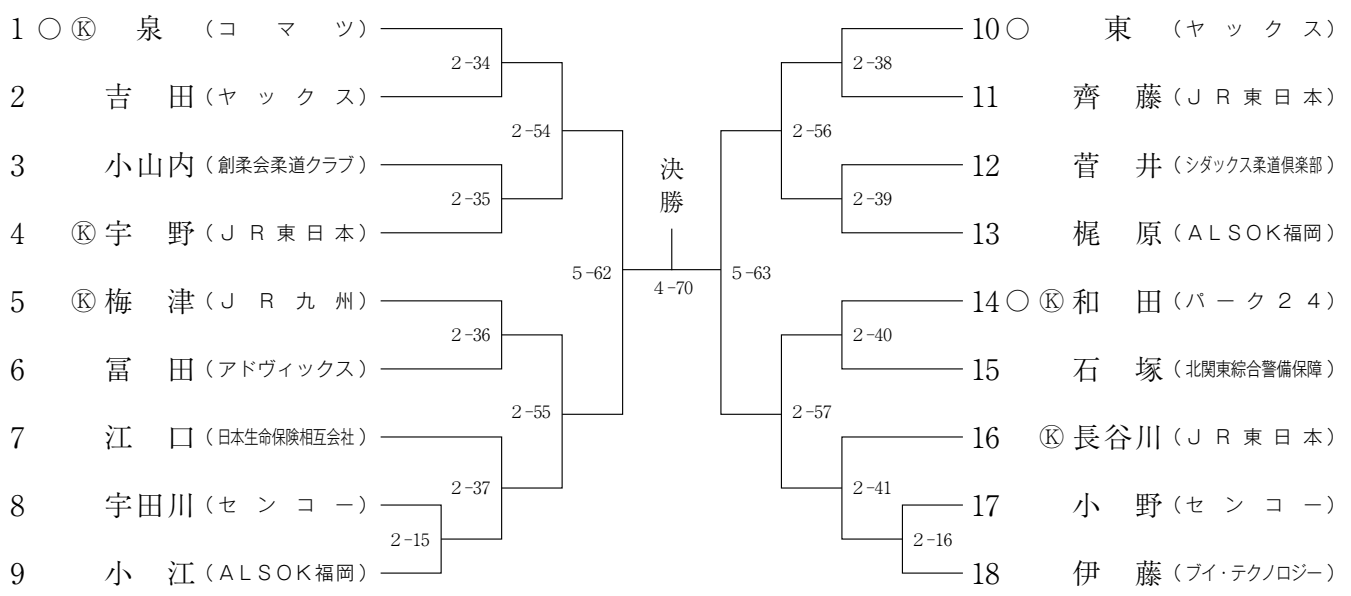 1 ○ Ⓚ 泉 (コマツ)
2-34
2 吉田 (ヤックス)
2-54
3 小山内 (創柔会柔道クラブ)
2-35
4 Ⓚ 宇野 (JR東日本)
5-62
5 Ⓚ 梅津 (JR九州)
2-36
6 冨田 (アドヴィックス)
2-55
7 江口 (日本生命保険相互会社)
2-37
8 宇田川 (センコー)
2-15
9 小江 (ALSOK福岡)
決勝
4-70
10 ○ 東 (ヤックス)
2-38
11 齊藤 (JR東日本)
2-56
12 菅井 (シダックス柔道倶楽部)
2-39
13 梶原 (ALSOK福岡)
5-63
14 ○ Ⓚ 和田 (パーク24)
2-40
15 石塚 (北関東綜合警備保障)
2-57
16 Ⓚ 長谷川 (JR東日本)
2-41
17 小野 (センコー)
2-16
18 伊藤 (ブイ・テクノロジー)